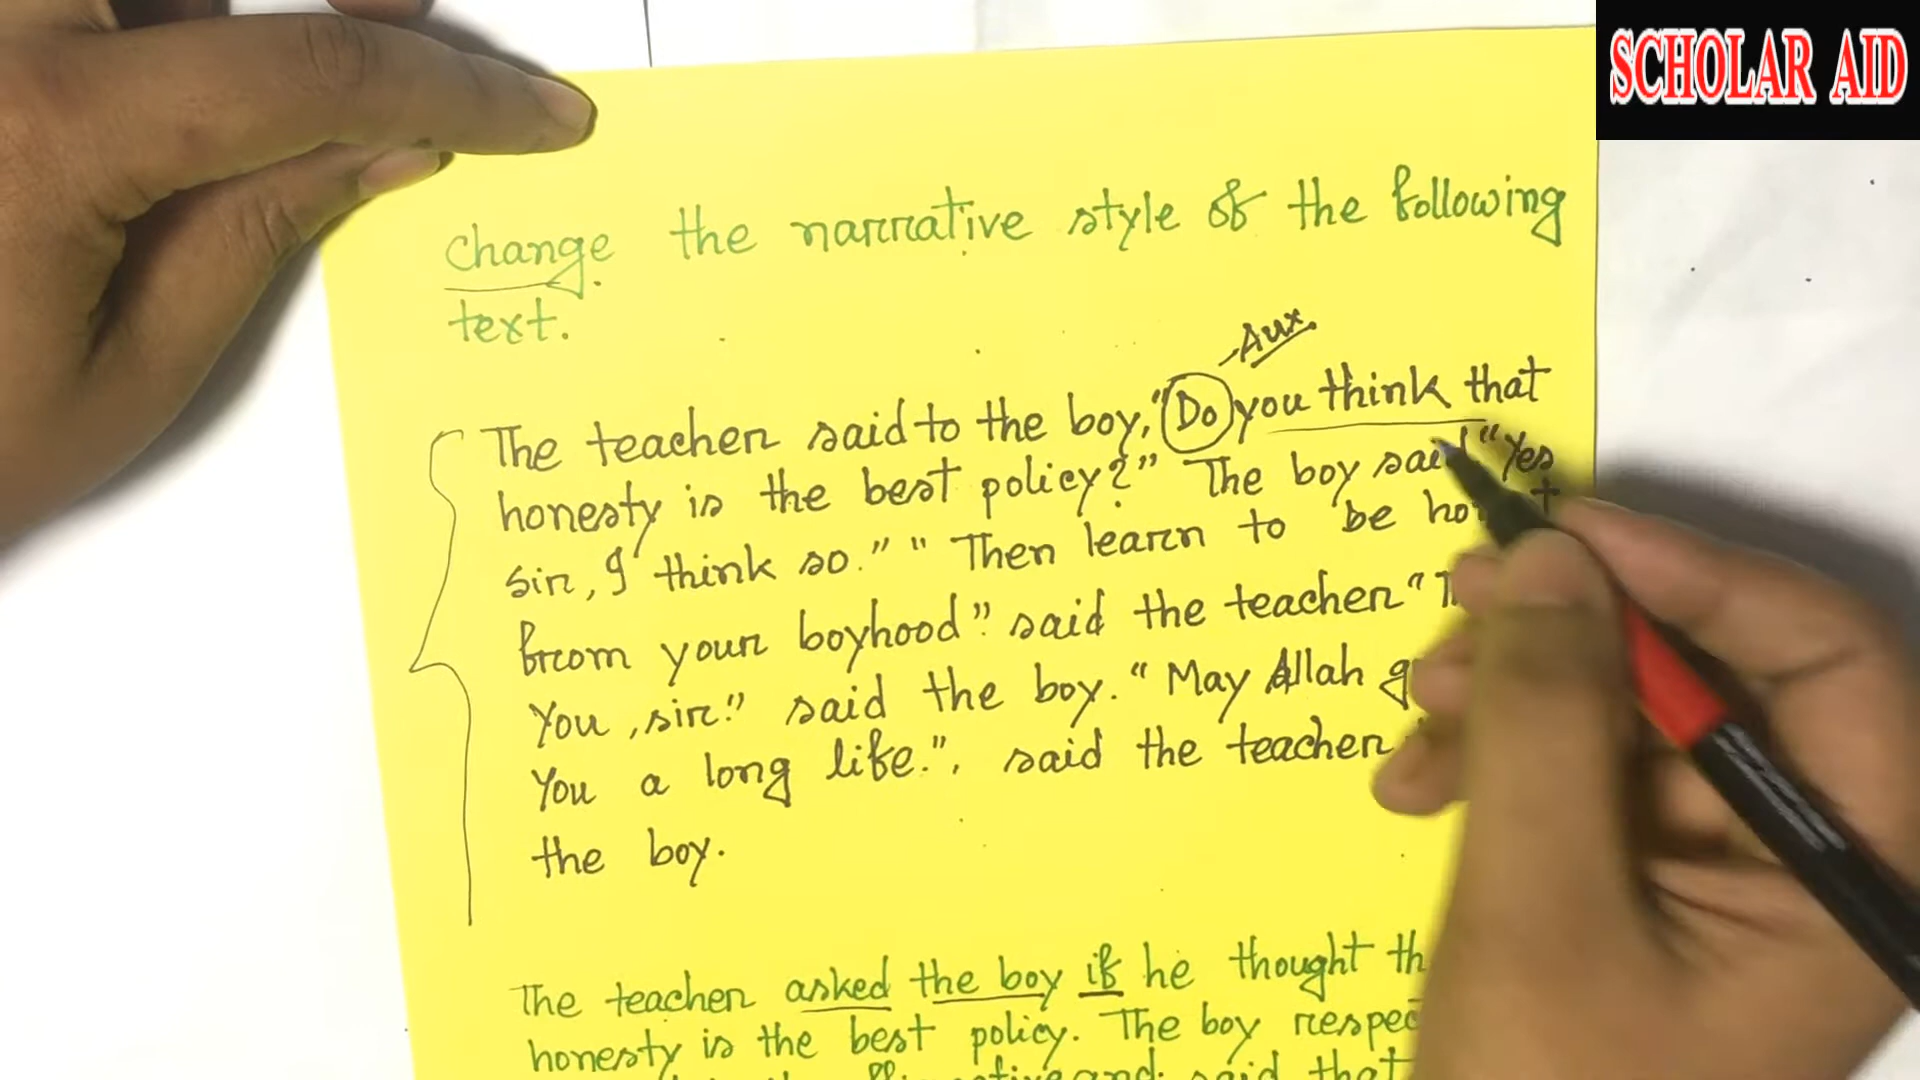 SCHOLAR AID
change the narrative style of the following
text.
Aux.
The teacher said to the boy, "Do you think that
honesty is the best policy?" The boy said "Yes
sir, I think so." "Then learn to be
from your boyhood". said the teacher "
You, sir." said the boy. "May Allah
You a long life.", said the teacher
the boy.
The teacher asked the boy if he thought
honesty is the best policy. The boy
said that